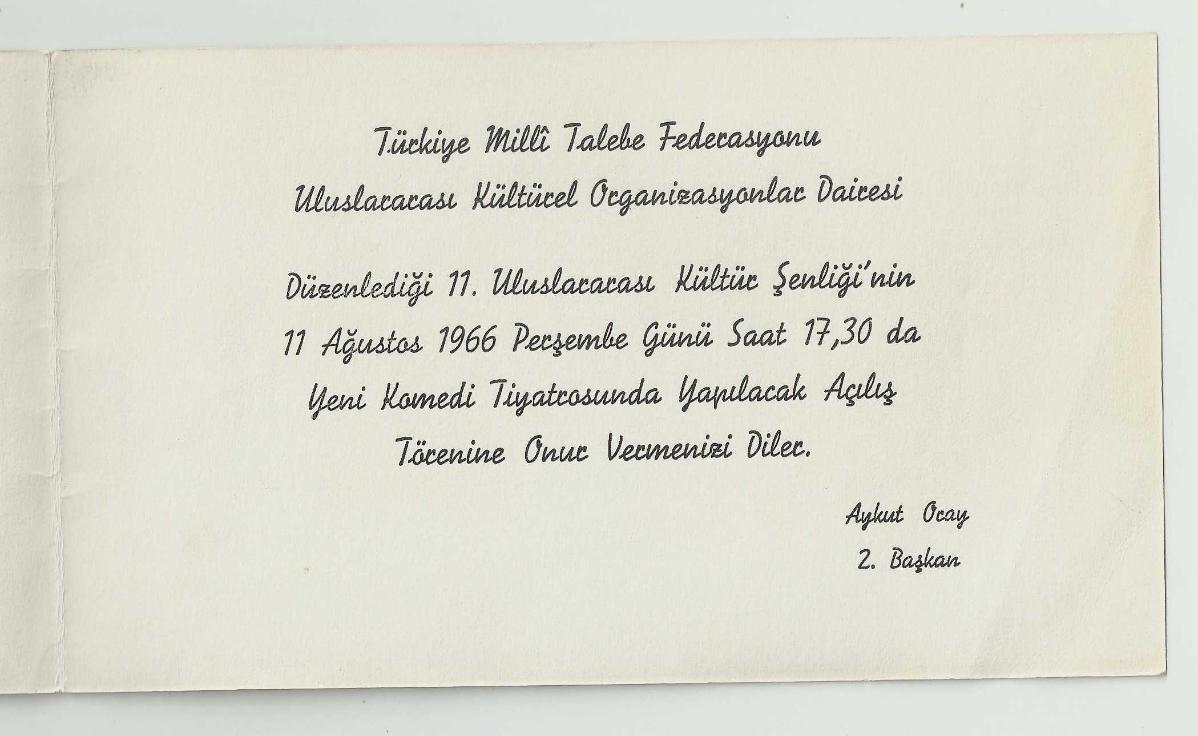 Türkiye Millî Talebe Federasyonu
Uluslararası Kültürel Organizasyonlar Dairesi
Düzenlediği 11. Uluslararası Kültür Şenliği'nin
11 Ağustos 1966 Perşembe Günü Saat 17,30 da
Yeni Komedi Tiyatrosunda Yapılacak Açılış
Törenine Onur Vermenizi Diler.
Aykut Oray
2. Başkan